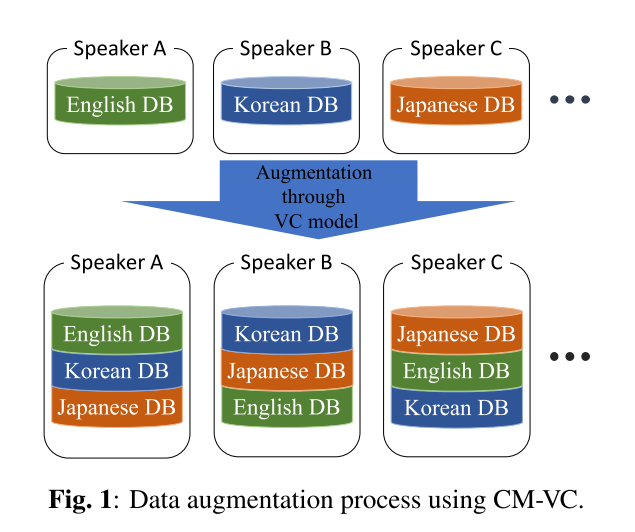 Speaker A
Speaker B
Speaker C
English DB
Korean DB
Japanese DB
Augmentation
through
VC model
Speaker A
Speaker B
Speaker C
English DB
Korean DB
Japanese DB
Korean DB
Japanese DB
English DB
Japanese DB
English DB
Korean DB
Fig. 1: Data augmentation process using CM-VC.